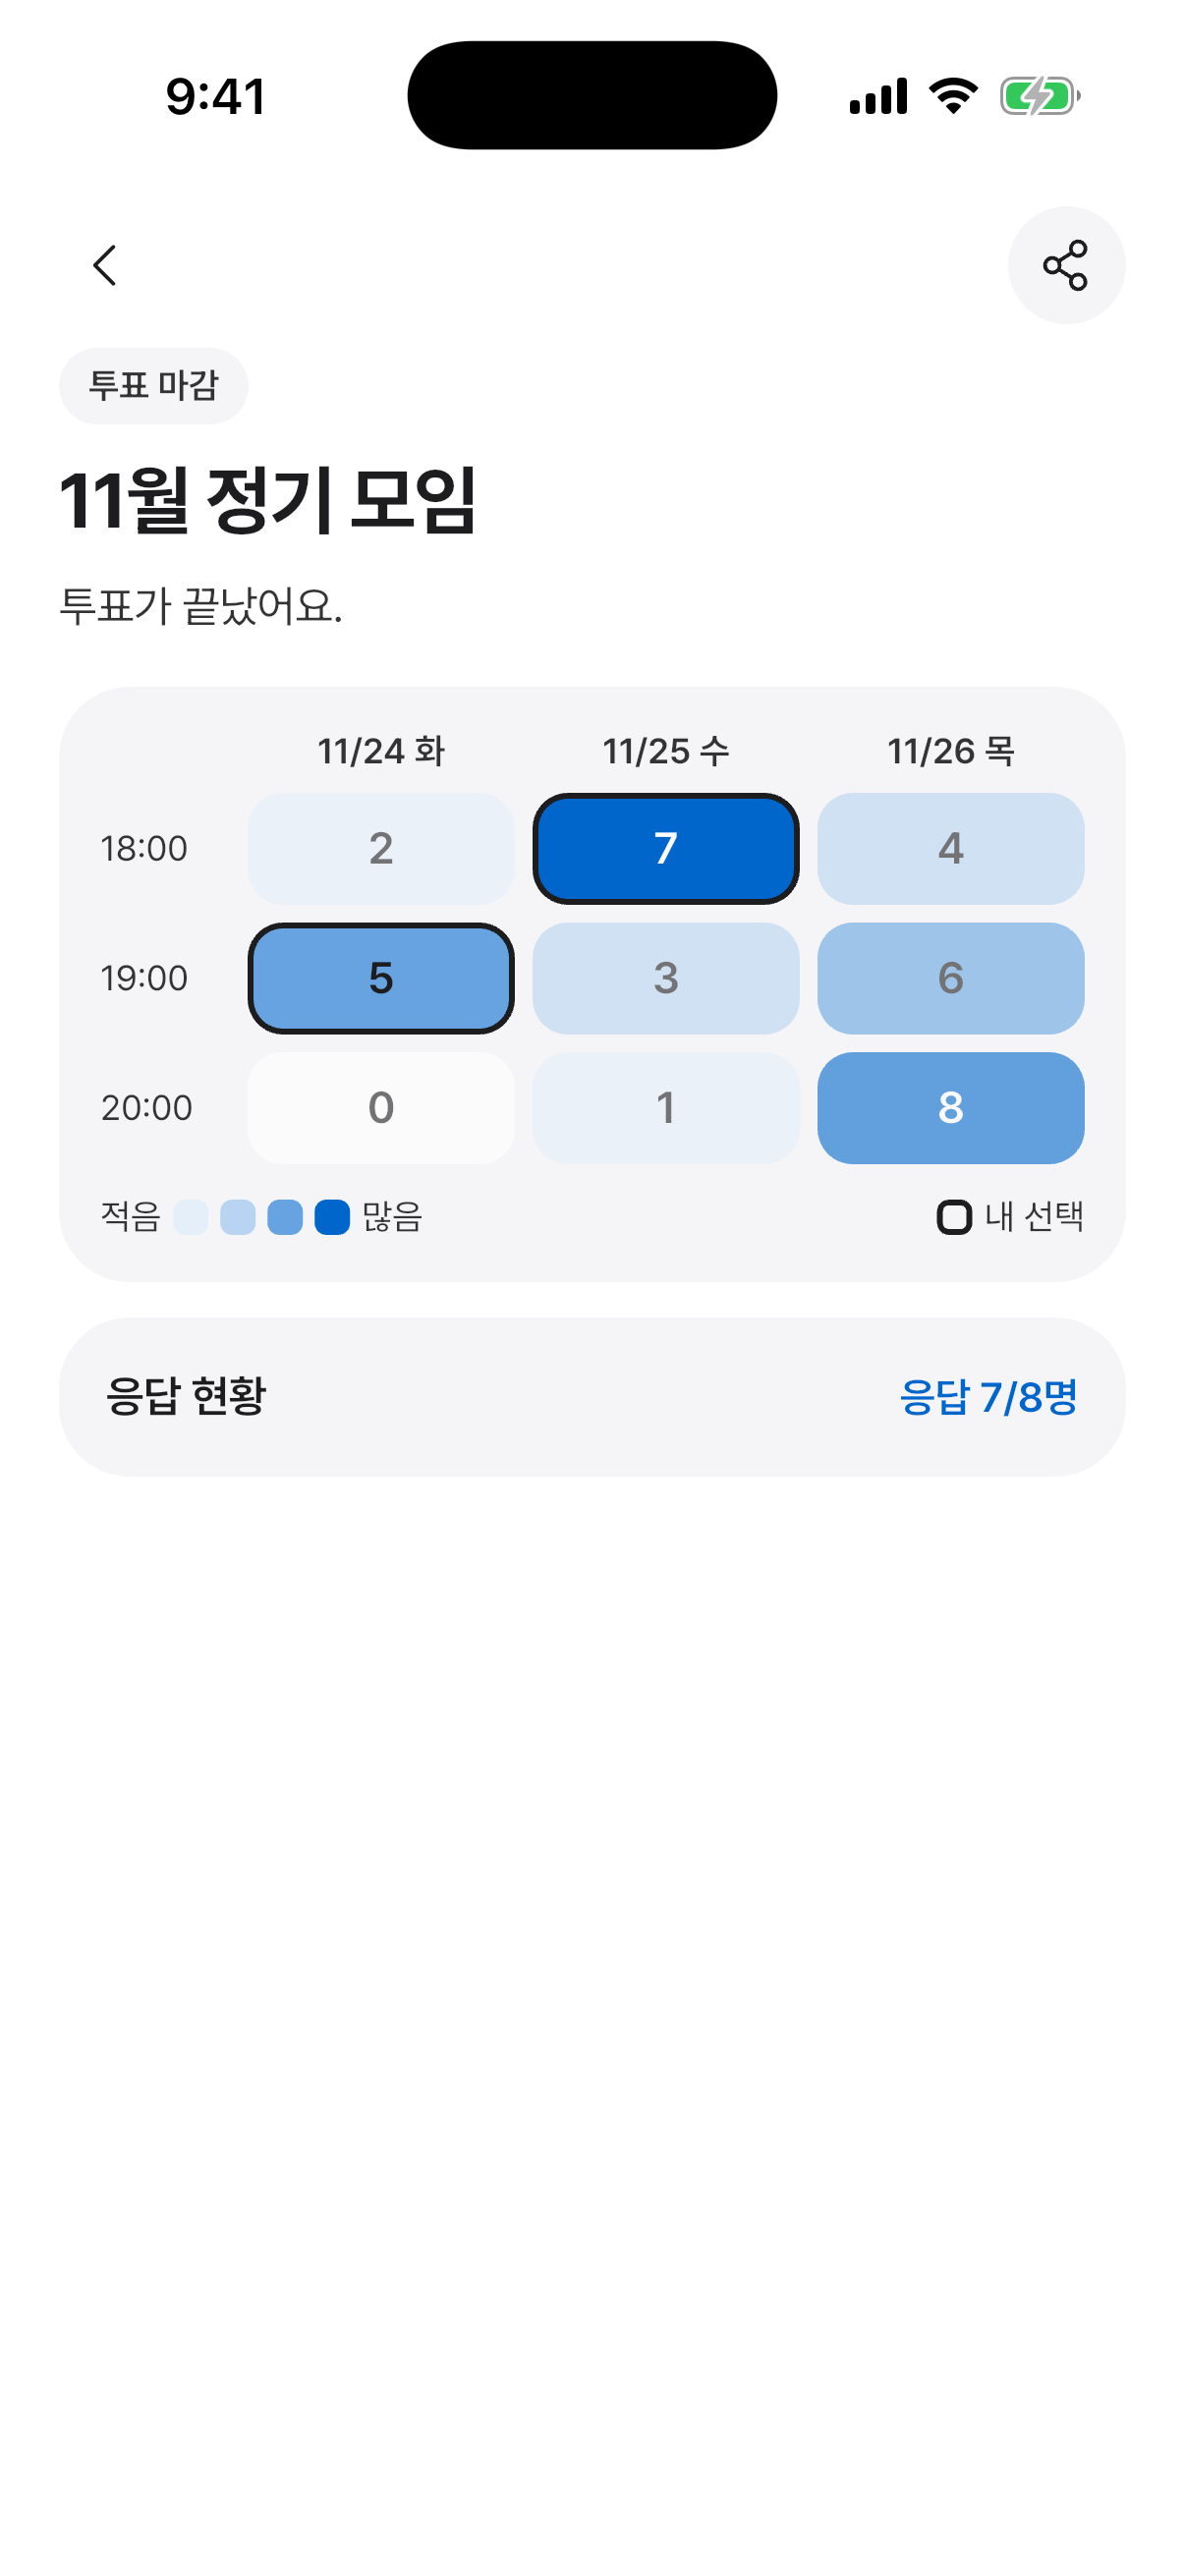 9:41
투표 마감
11월 정기 모임
투표가 끝났어요.
11/24 화 11/25 수 11/26 목
18:00 2 7 4
19:00 5 3 6
20:00 0 1 8
적음 많음 내 선택
응답 현황 응답 7/8명